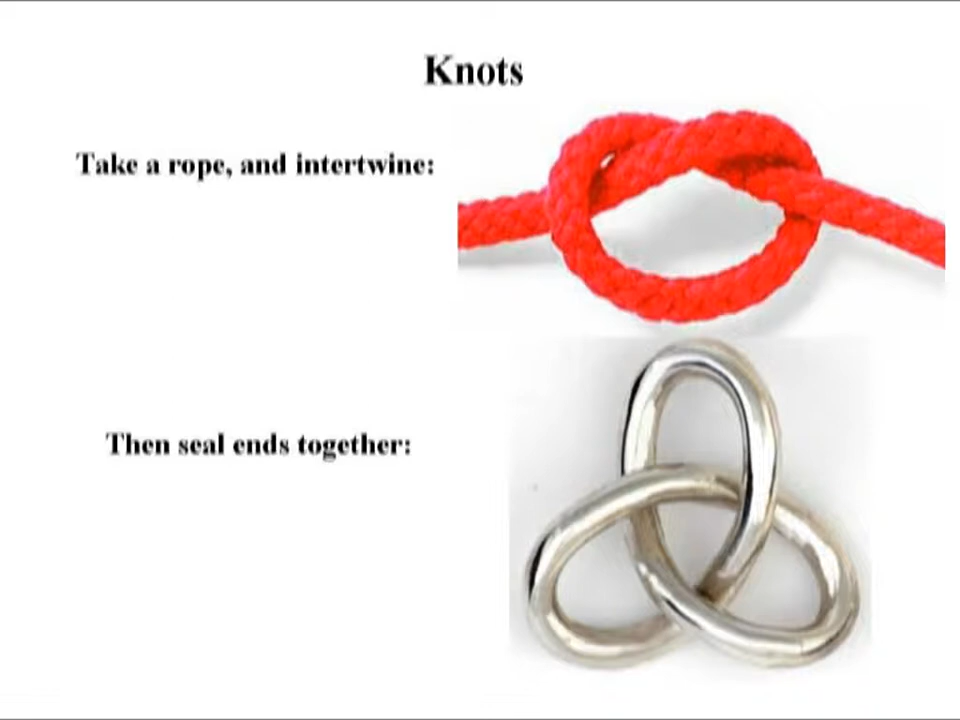 Knots
Take a rope, and intertwine:
Then seal ends together: